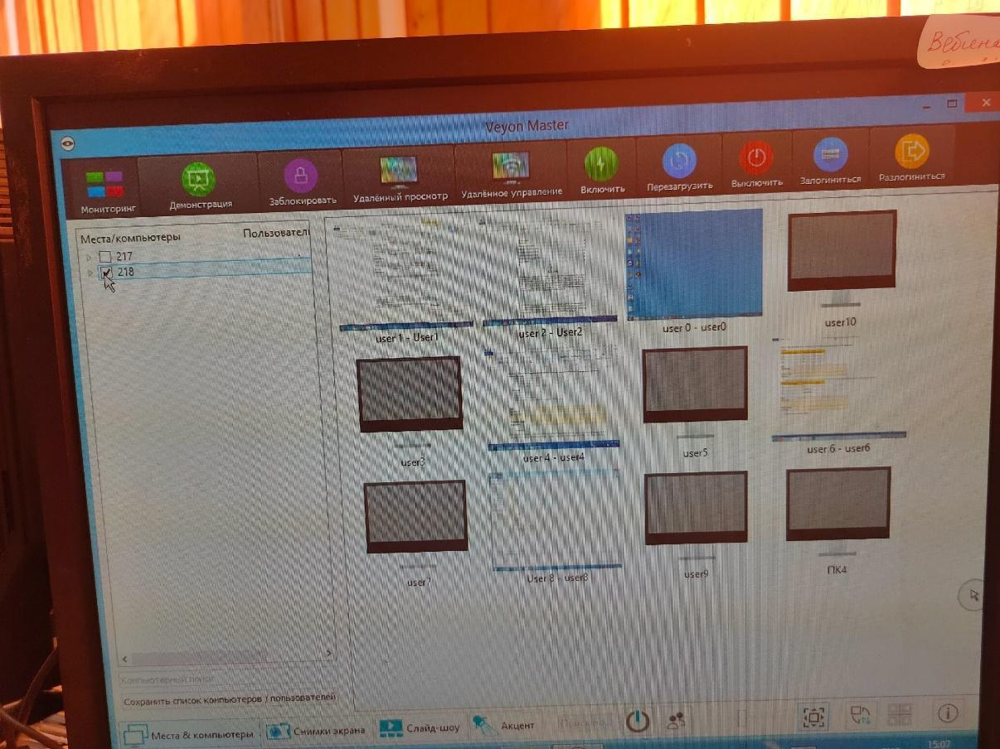 Вебина
Veyon Master
Мониторинг
Демонстрация
Заблокировать
Удалённый просмотр
Удалённое управление
Включить
Перезагрузить
Выключить
Залогиниться
Разлогиниться
Места/компьютеры Пользовател
217
218
user 1 - User1
user 2 - User2
user 0 - user0
user10
user3
user 4 - user4
user5
user 6 - user6
user7
User 8 - user8
user9
ПК4
Компьютерный поиск
Сохранить список компьютеров / пользователей
Места & компьютеры
Снимки экрана
Слайд-шоу
Акцент
15:07